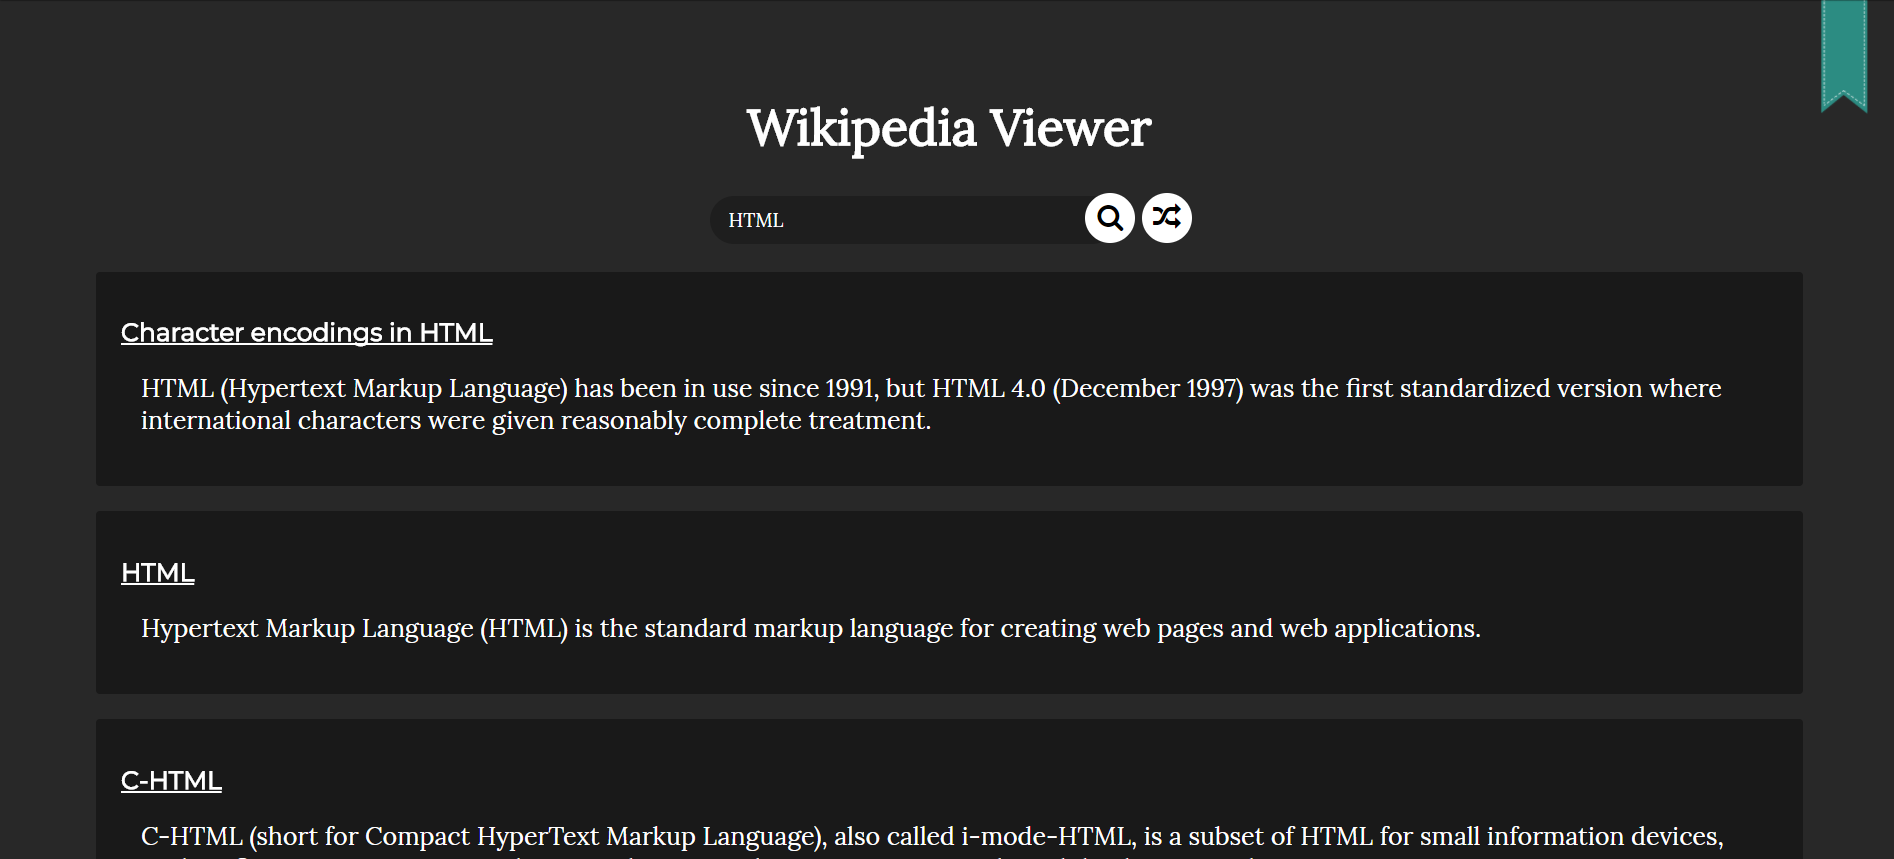 Wikipedia Viewer
HTML
Character encodings in HTML
HTML (Hypertext Markup Language) has been in use since 1991, but HTML 4.0 (December 1997) was the first standardized version where
international characters were given reasonably complete treatment.
HTML
Hypertext Markup Language (HTML) is the standard markup language for creating web pages and web applications.
C-HTML
C-HTML (short for Compact HyperText Markup Language), also called i-mode-HTML, is a subset of HTML for small information devices,